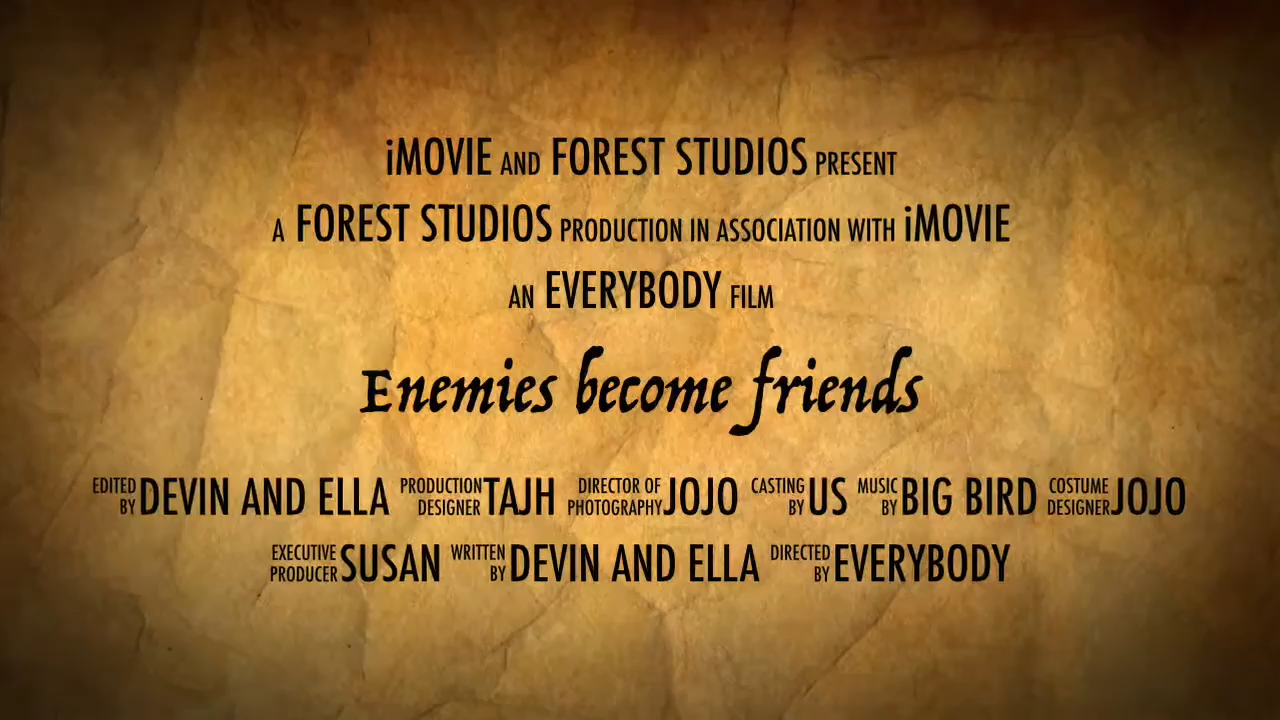 iMOVIE AND FOREST STUDIOS PRESENT
A FOREST STUDIOS PRODUCTION IN ASSOCIATION WITH iMOVIE
AN EVERYBODY FILM
Enemies become friends
EDITED BY DEVIN AND ELLA PRODUCTION DESIGNER TAJH DIRECTOR OF PHOTOGRAPHY JOJO CASTING BY US MUSIC BY BIG BIRD COSTUME DESIGNER JOJO
EXECUTIVE PRODUCER SUSAN WRITTEN BY DEVIN AND ELLA DIRECTED BY EVERYBODY